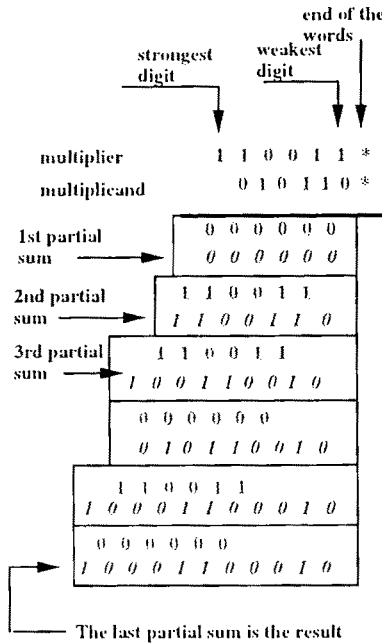 end of the
words
strongest
digit
weakest
digit
multiplier 1 1 0 0 1 1 *
multiplicand 0 1 0 1 1 0 *
0 0 0 0 0 0
1st partial
sum
0 0 0 0 0 0
2nd partial
sum
1 1 0 0 1 1
1 1 0 0 1 1 0
3rd partial
sum
1 1 0 0 1 1
1 0 0 1 1 0 0 1 0
0 0 0 0 0 0
0 1 0 1 1 0 0 1 0
1 1 0 0 1 1
1 0 0 0 1 1 0 0 0 1 0
0 0 0 0 0 0
1 0 0 0 1 1 0 0 0 1 0
The last partial sum is the result